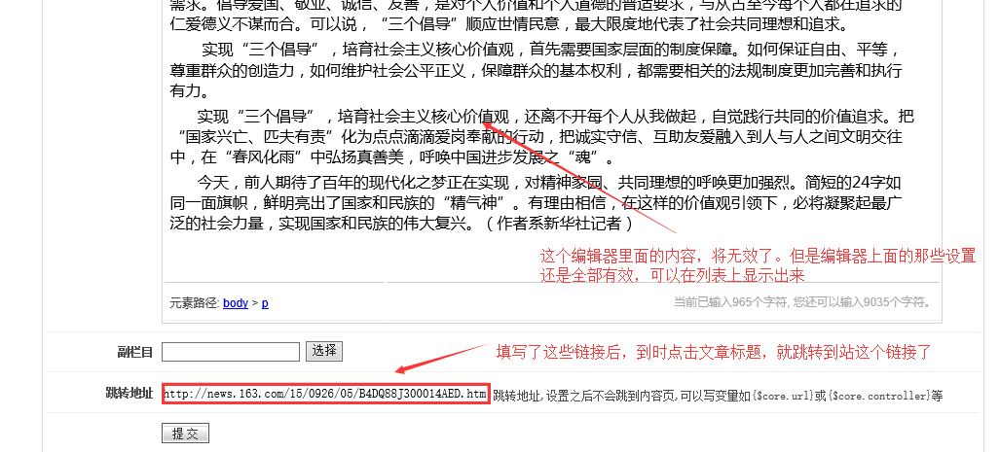 需求。倡导爱国、敬业、诚信、友善，是对个人价值和个人道德的普适要求，与从古至今每个人都在追求的
仁爱德义不谋而合。可以说，“三个倡导”顺应世情民意，最大限度地代表了社会共同理想和追求。
实现“三个倡导”，培育社会主义核心价值观，首先需要国家层面的制度保障。如何保证自由、平等，
尊重群众的创造力，如何维护社会公平正义，保障群众的基本权利，都需要相关的法规制度更加完善和执行
有力。
实现“三个倡导”，培育社会主义核心价值观，还离不开每个人从我做起，自觉践行共同的价值追求。把
“国家兴亡、匹夫有责”化为点点滴滴爱岗奉献的行动，把诚实守信、互助友爱融入到人与人之间文明交往
中，在“春风化雨”中弘扬真善美，呼唤中国进步发展之“魂”。
今天，前人期待了百年的现代化之梦正在实现，对精神家园、共同理想的呼唤更加强烈。简短的24字如
同一面旗帜，鲜明亮出了国家和民族的“精气神”。有理由相信，在这样的价值观引领下，必将凝聚起最广
泛的社会力量，实现国家和民族的伟大复兴。（作者系新华社记者）
这个编辑器里面的内容，将无效了。但是编辑器上面的那些设置
还是全部有效，可以在列表上显示出来
元素路径: body > p
当前已输入965个字符, 您还可以输入9035个字符。
副栏目 选择
填写了这些链接后，到时点击文章标题，就跳转到站这个链接了
跳转地址 http://news.163.com/15/0926/05/B4DQ88J300014AED.htm 跳转地址,设置之后不会跳到内容页,可以写变量如{$core.url}或{$core.controller}等
提交